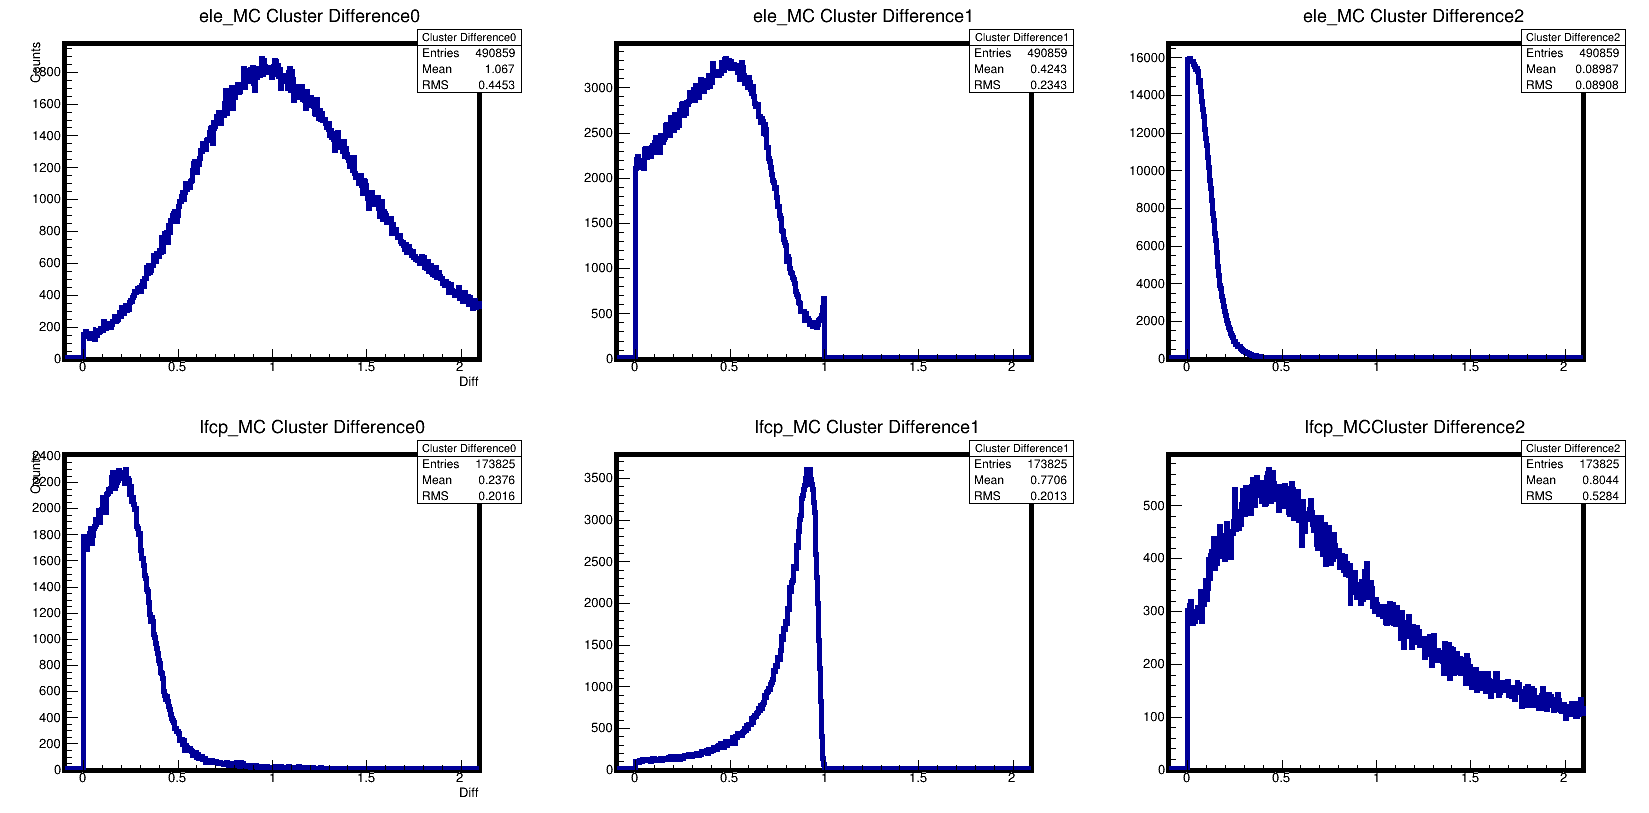 ele_MC Cluster Difference0
Counts
Cluster Difference0
Entries 490859
Mean 1.067
RMS 0.4453
1800
1600
1400
1200
1000
800
600
400
200
0
0 0.5 1 1.5 2
Diff
ele_MC Cluster Difference1
Cluster Difference1
Entries 490859
Mean 0.4243
RMS 0.2343
3000
2500
2000
1500
1000
500
0
0 0.5 1 1.5 2
ele_MC Cluster Difference2
Cluster Difference2
Entries 490859
Mean 0.08987
RMS 0.08908
16000
14000
12000
10000
8000
6000
4000
2000
0
0 0.5 1 1.5 2
lfcp_MC Cluster Difference0
Counts
Cluster Difference0
Entries 173825
Mean 0.2376
RMS 0.2016
2400
2200
2000
1800
1600
1400
1200
1000
800
600
400
200
0
0 0.5 1 1.5 2
Diff
lfcp_MC Cluster Difference1
Cluster Difference1
Entries 173825
Mean 0.7706
RMS 0.2013
3500
3000
2500
2000
1500
1000
500
0
0 0.5 1 1.5 2
lfcp_MCCluster Difference2
Cluster Difference2
Entries 173825
Mean 0.8044
RMS 0.5284
500
400
300
200
100
0
0 0.5 1 1.5 2